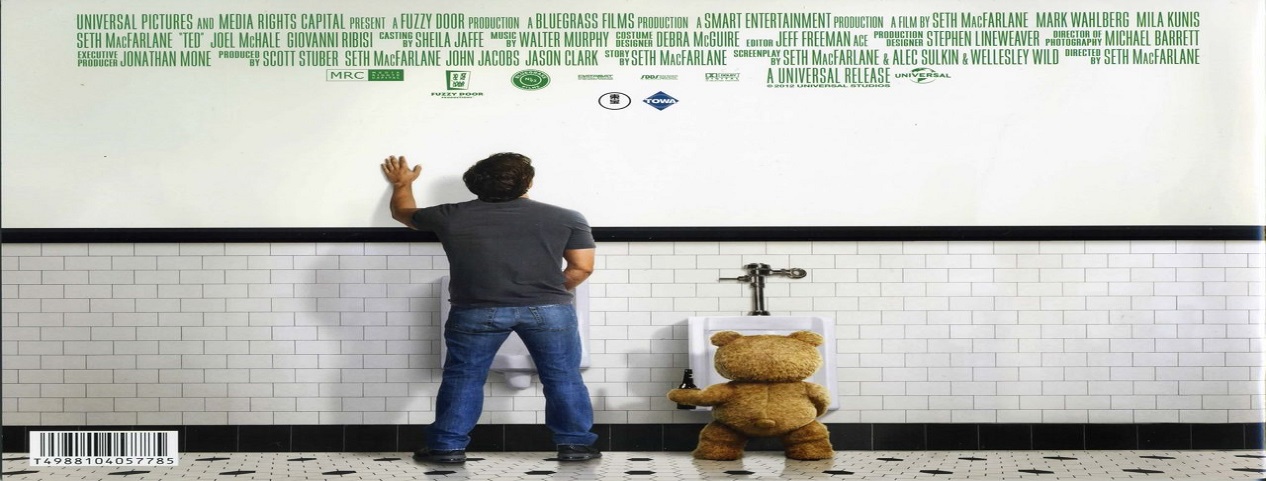 UNIVERSAL PICTURES AND MEDIA RIGHTS CAPITAL PRESENT A FUZZY DOOR PRODUCTION A BLUEGRASS FILMS PRODUCTION A SMART ENTERTAINMENT PRODUCTION A FILM BY SETH MACFARLANE MARK WAHLBERG MILA KUNIS
SETH MACFARLANE "TED" JOEL MCHALE GIOVANNI RIBISI CASTING BY SHEILA JAFFE MUSIC BY WALTER MURPHY COSTUME DESIGNER DEBRA MCGUIRE EDITOR JEFF FREEMAN ACE PRODUCTION DESIGNER STEPHEN LINEWEAVER DIRECTOR OF PHOTOGRAPHY MICHAEL BARRETT
EXECUTIVE PRODUCER JONATHAN MONE PRODUCED BY SCOTT STUBER SETH MACFARLANE JOHN JACOBS JASON CLARK STORY BY SETH MACFARLANE SCREENPLAY BY SETH MACFARLANE & ALEC SULKIN & WELLESLEY WILD DIRECTED BY SETH MACFARLANE
MRC
FUZZY DOOR
A UNIVERSAL RELEASE
UNIVERSAL
© 2012 UNIVERSAL STUDIOS
TOWA
T4988104057785